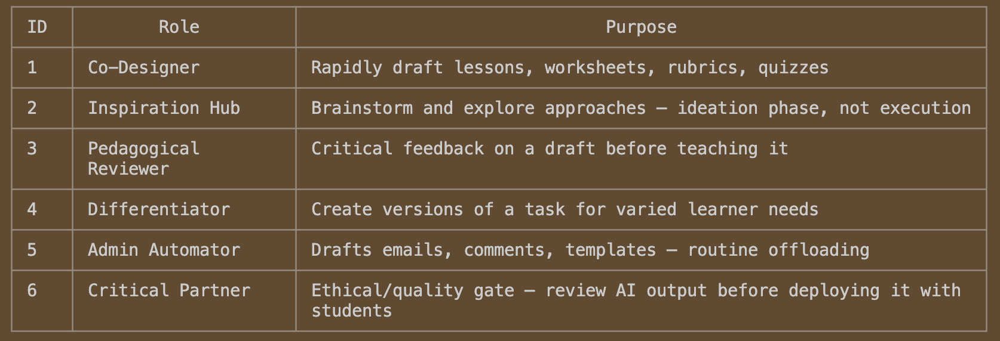 ID Role Purpose
1 Co–Designer Rapidly draft lessons, worksheets, rubrics, quizzes
2 Inspiration Hub Brainstorm and explore approaches — ideation phase, not execution
3 Pedagogical Critical feedback on a draft before teaching it
Reviewer
4 Differentiator Create versions of a task for varied learner needs
5 Admin Automator Drafts emails, comments, templates — routine offloading
6 Critical Partner Ethical/quality gate — review AI output before deploying it with
students